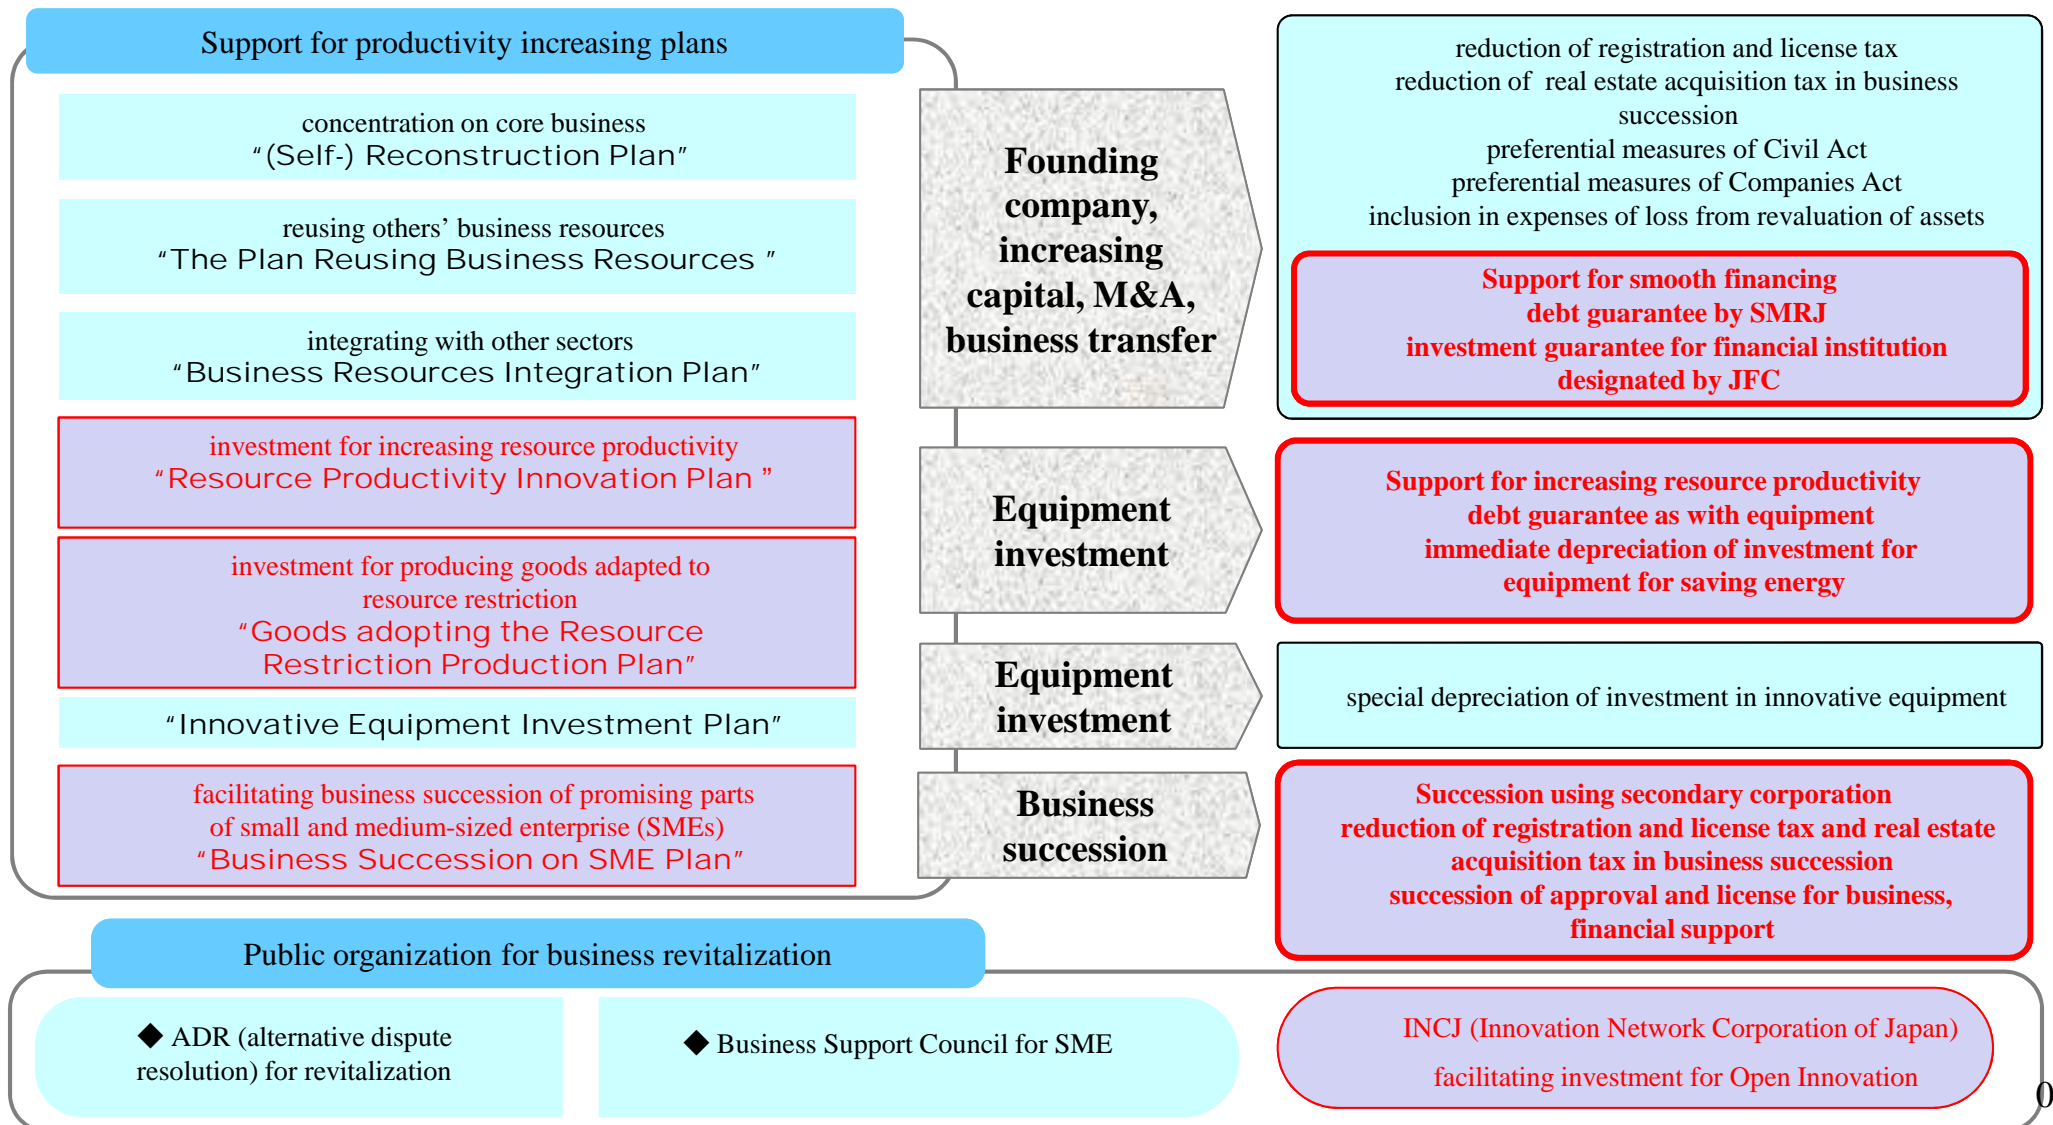 Support for productivity increasing plans
concentration on core business
“(Self-) Reconstruction Plan”
reusing others’ business resources
“The Plan Reusing Business Resources ”
integrating with other sectors
“Business Resources Integration Plan”
investment for increasing resource productivity
“Resource Productivity Innovation Plan ”
investment for producing goods adapted to
resource restriction
“Goods adopting the Resource
Restriction Production Plan”
“Innovative Equipment Investment Plan”
facilitating business succession of promising parts
of small and medium-sized enterprise (SMEs)
“Business Succession on SME Plan”
Founding
company,
increasing
capital, M&A,
business transfer
Equipment
investment
Equipment
investment
Business
succession
reduction of registration and license tax
reduction of real estate acquisition tax in business
succession
preferential measures of Civil Act
preferential measures of Companies Act
inclusion in expenses of loss from revaluation of assets
Support for smooth financing
debt guarantee by SMRJ
investment guarantee for financial institution
designated by JFC
Support for increasing resource productivity
debt guarantee as with equipment
immediate depreciation of investment for
equipment for saving energy
special depreciation of investment in innovative equipment
Succession using secondary corporation
reduction of registration and license tax and real estate
acquisition tax in business succession
succession of approval and license for business,
financial support
Public organization for business revitalization
◆ ADR (alternative dispute
resolution) for revitalization
◆ Business Support Council for SME
INCJ (Innovation Network Corporation of Japan)
facilitating investment for Open Innovation
0